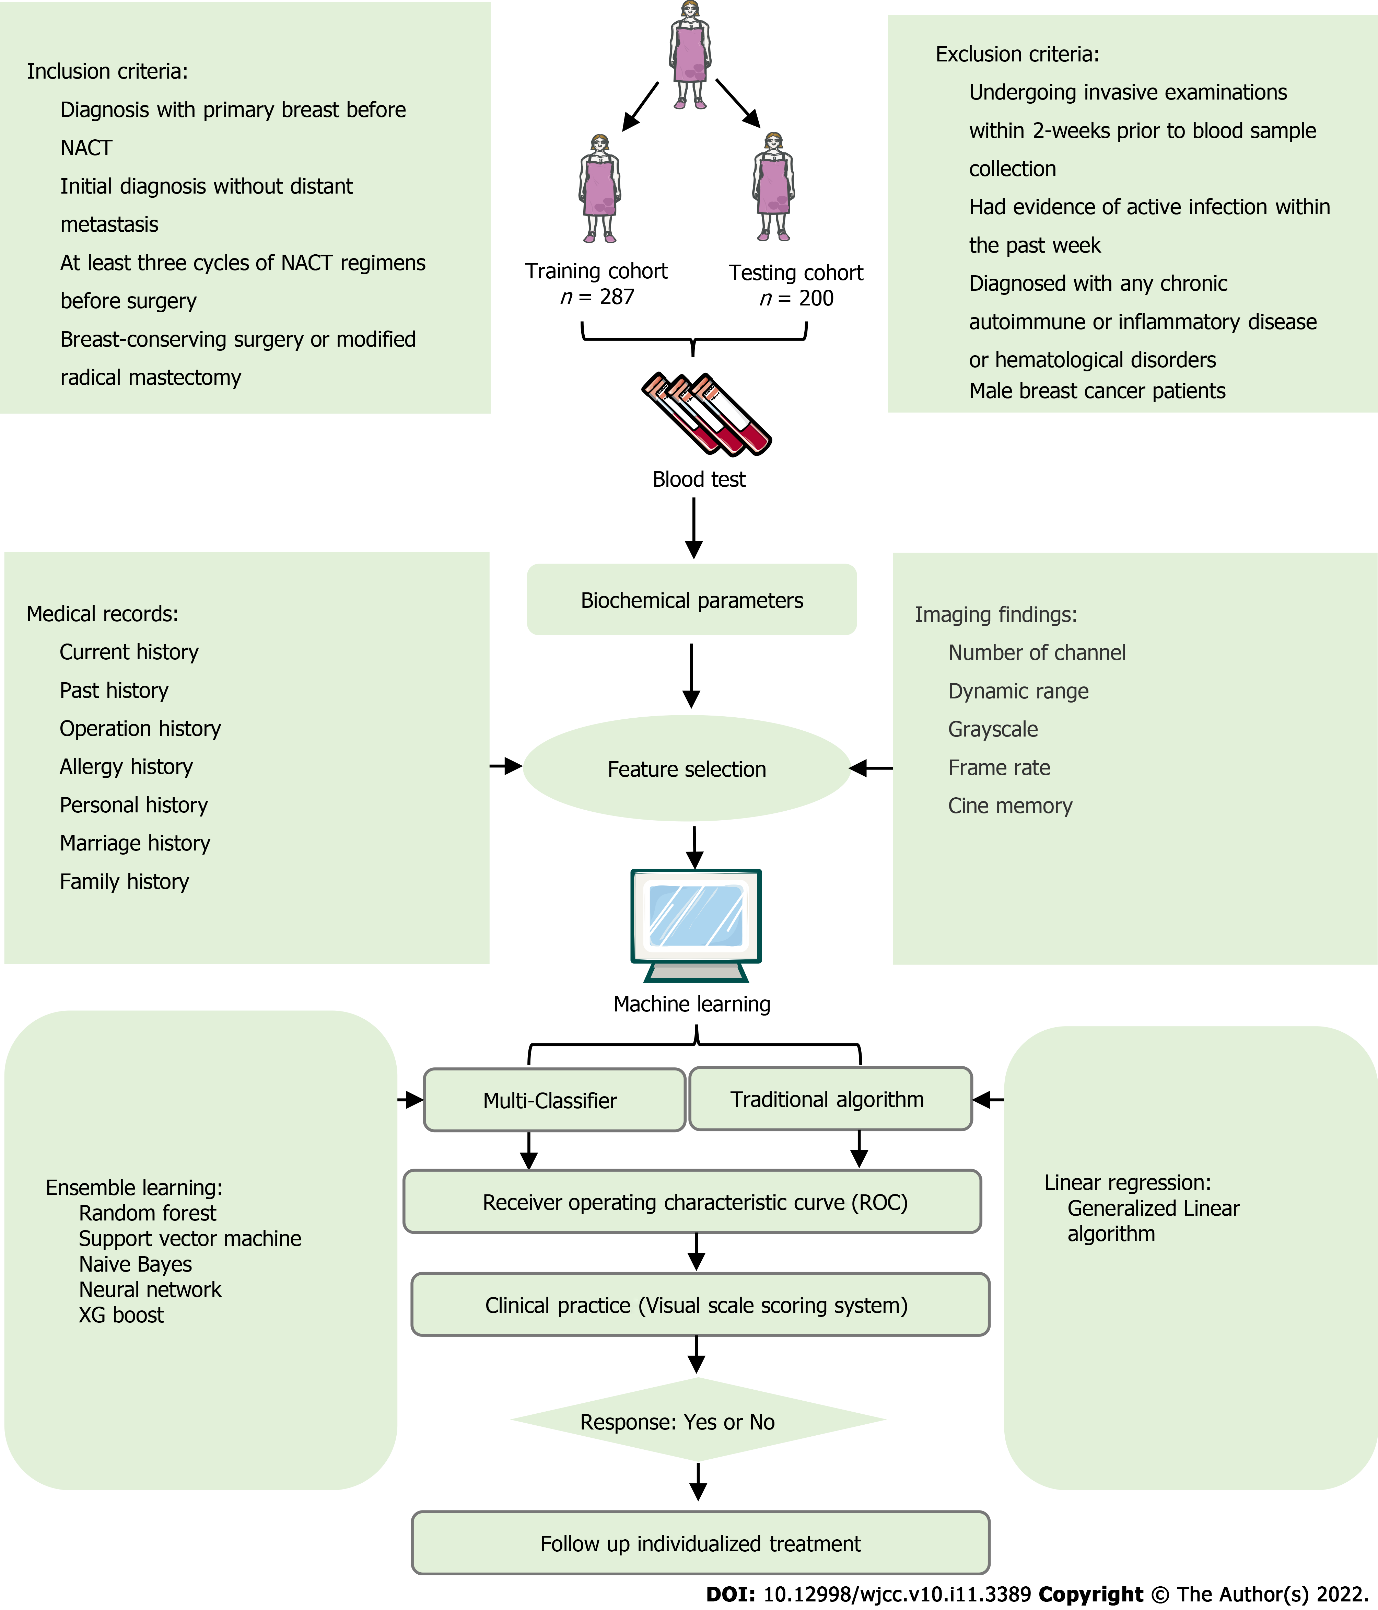 Inclusion criteria:
Diagnosis with primary breast before
NACT
Initial diagnosis without distant
metastasis
At least three cycles of NACT regimens
before surgery
Breast-conserving surgery or modified
radical mastectomy
Exclusion criteria:
Undergoing invasive examinations
within 2-weeks prior to blood sample
collection
Had evidence of active infection within
the past week
Diagnosed with any chronic
autoimmune or inflammatory disease
or hematological disorders
Male breast cancer patients
Training cohort
n = 287
Testing cohort
n = 200
Blood test
Biochemical parameters
Medical records:
Current history
Past history
Operation history
Allergy history
Personal history
Marriage history
Family history
Feature selection
Imaging findings:
Number of channel
Dynamic range
Grayscale
Frame rate
Cine memory
Machine learning
Multi-Classifier
Traditional algorithm
Ensemble learning:
Random forest
Support vector machine
Naive Bayes
Neural network
XG boost
Linear regression:
Generalized Linear
algorithm
Receiver operating characteristic curve (ROC)
Clinical practice (Visual scale scoring system)
Response: Yes or No
Follow up individualized treatment
DOI: 10.12998/wjcc.v10.i11.3389 Copyright © The Author(s) 2022.